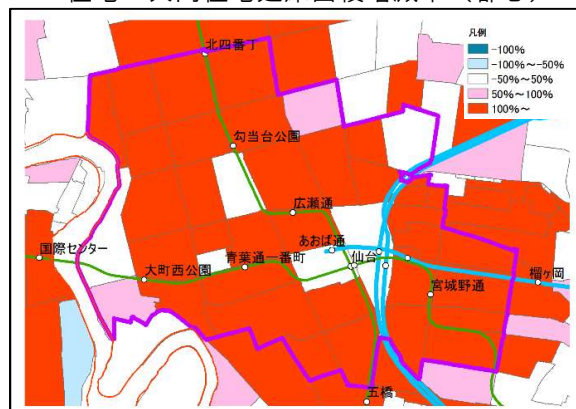 凡例
-100%
-100%～-50%
-50%～50%
50%～100%
100%～
北四番丁
勾当台公園
広瀬通
あおば通
国際センター
青葉通一番町
仙台
大町西公園
宮城野通
榴ヶ岡
五橋